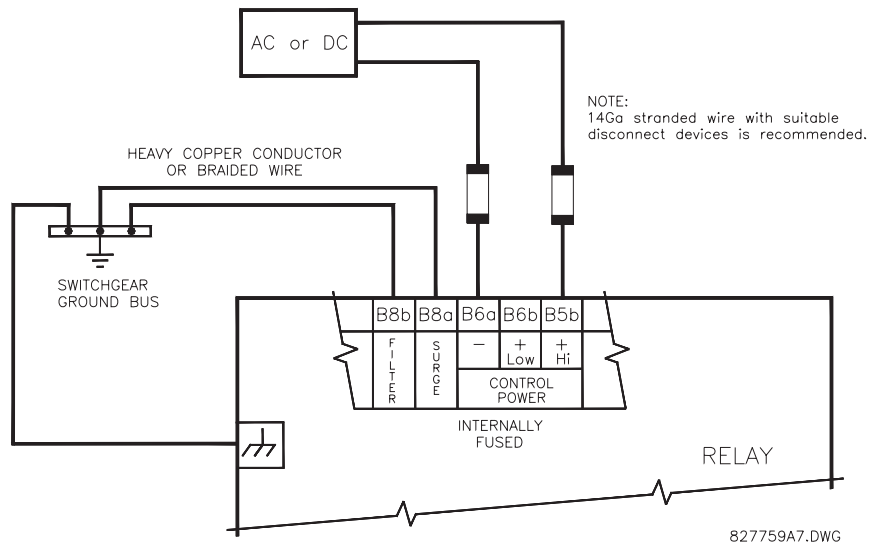 AC or DC
NOTE:
14Ga stranded wire with suitable
disconnect devices is recommended.
HEAVY COPPER CONDUCTOR
OR BRAIDED WIRE
SWITCHGEAR
GROUND BUS
B8b B8a B6a B6b B5b
FILTER
SURGE
−
+
Low
+
Hi
CONTROL
POWER
INTERNALLY
FUSED
RELAY
827759A7.DWG